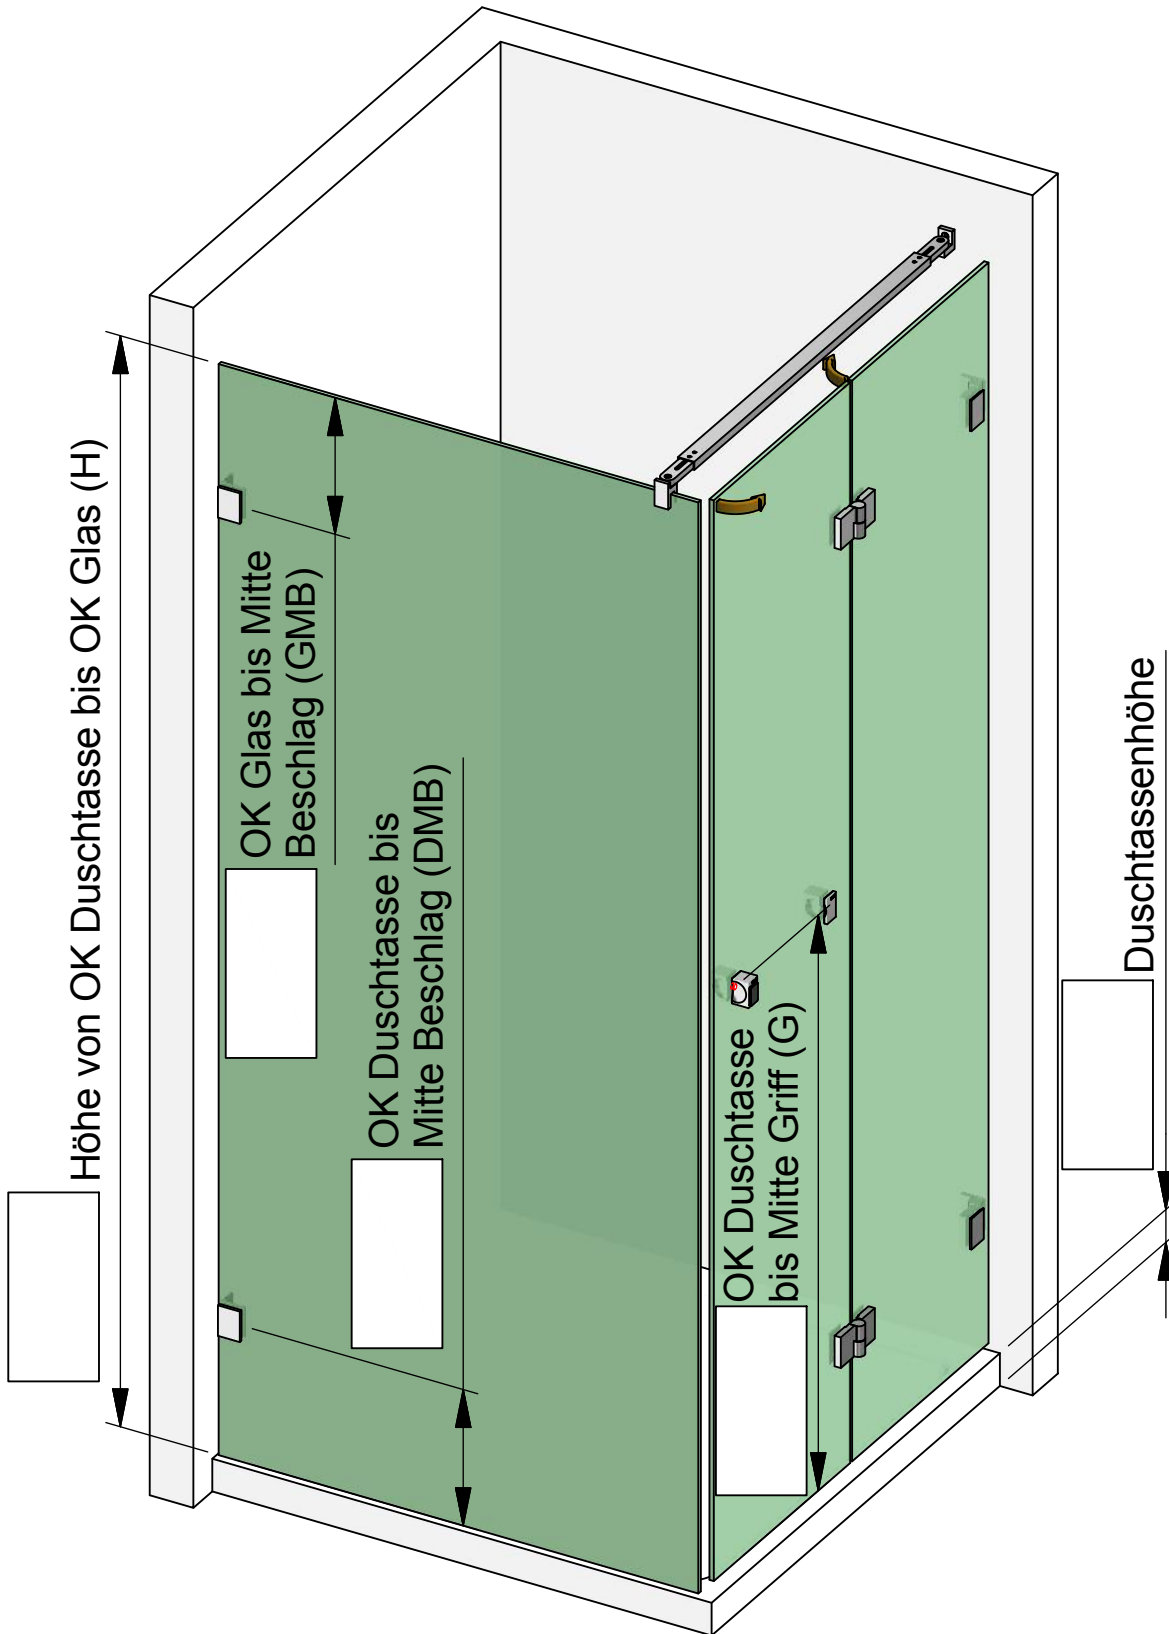 Höhe von OK Duschtasse bis OK Glas (H)
OK Glas bis Mitte
Beschlag (GMB)
OK Duschtasse bis
Mitte Beschlag (DMB)
OK Duschtasse
bis Mitte Griff (G)
Duschtassenhöhe